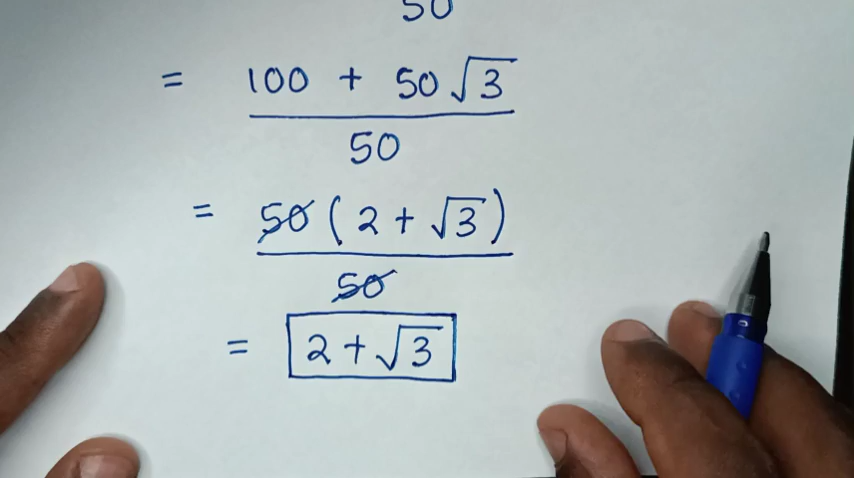 50
= 100 + 50√3
50
= 50 (2 + √3)
50
= 2 + √3